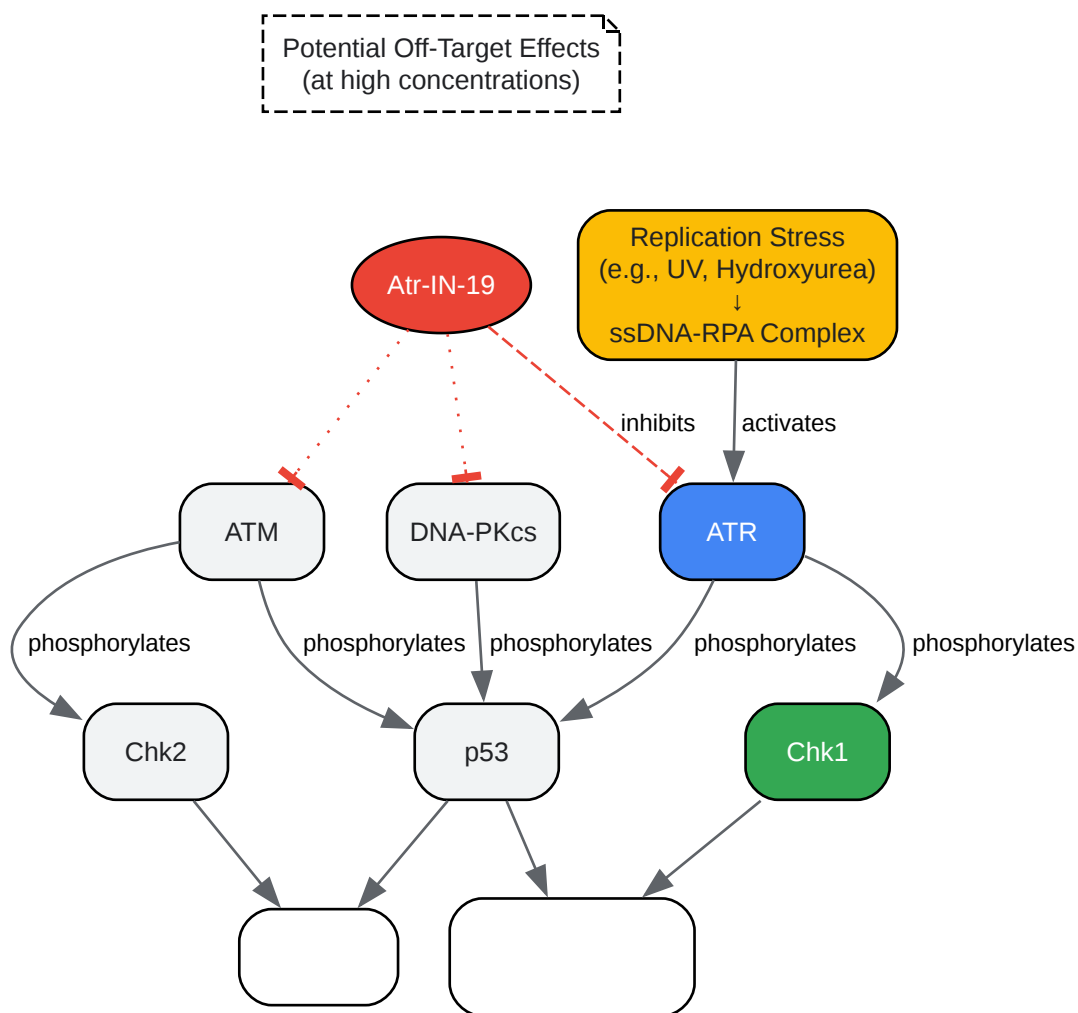 Potential Off-Target Effects
(at high concentrations)
Replication Stress
(e.g., UV, Hydroxyurea)
↓
ssDNA-RPA Complex
Atr-IN-19
inhibits
activates
ATM
DNA-PKcs
ATR
phosphorylates
phosphorylates
phosphorylates
phosphorylates
phosphorylates
Chk2
p53
Chk1